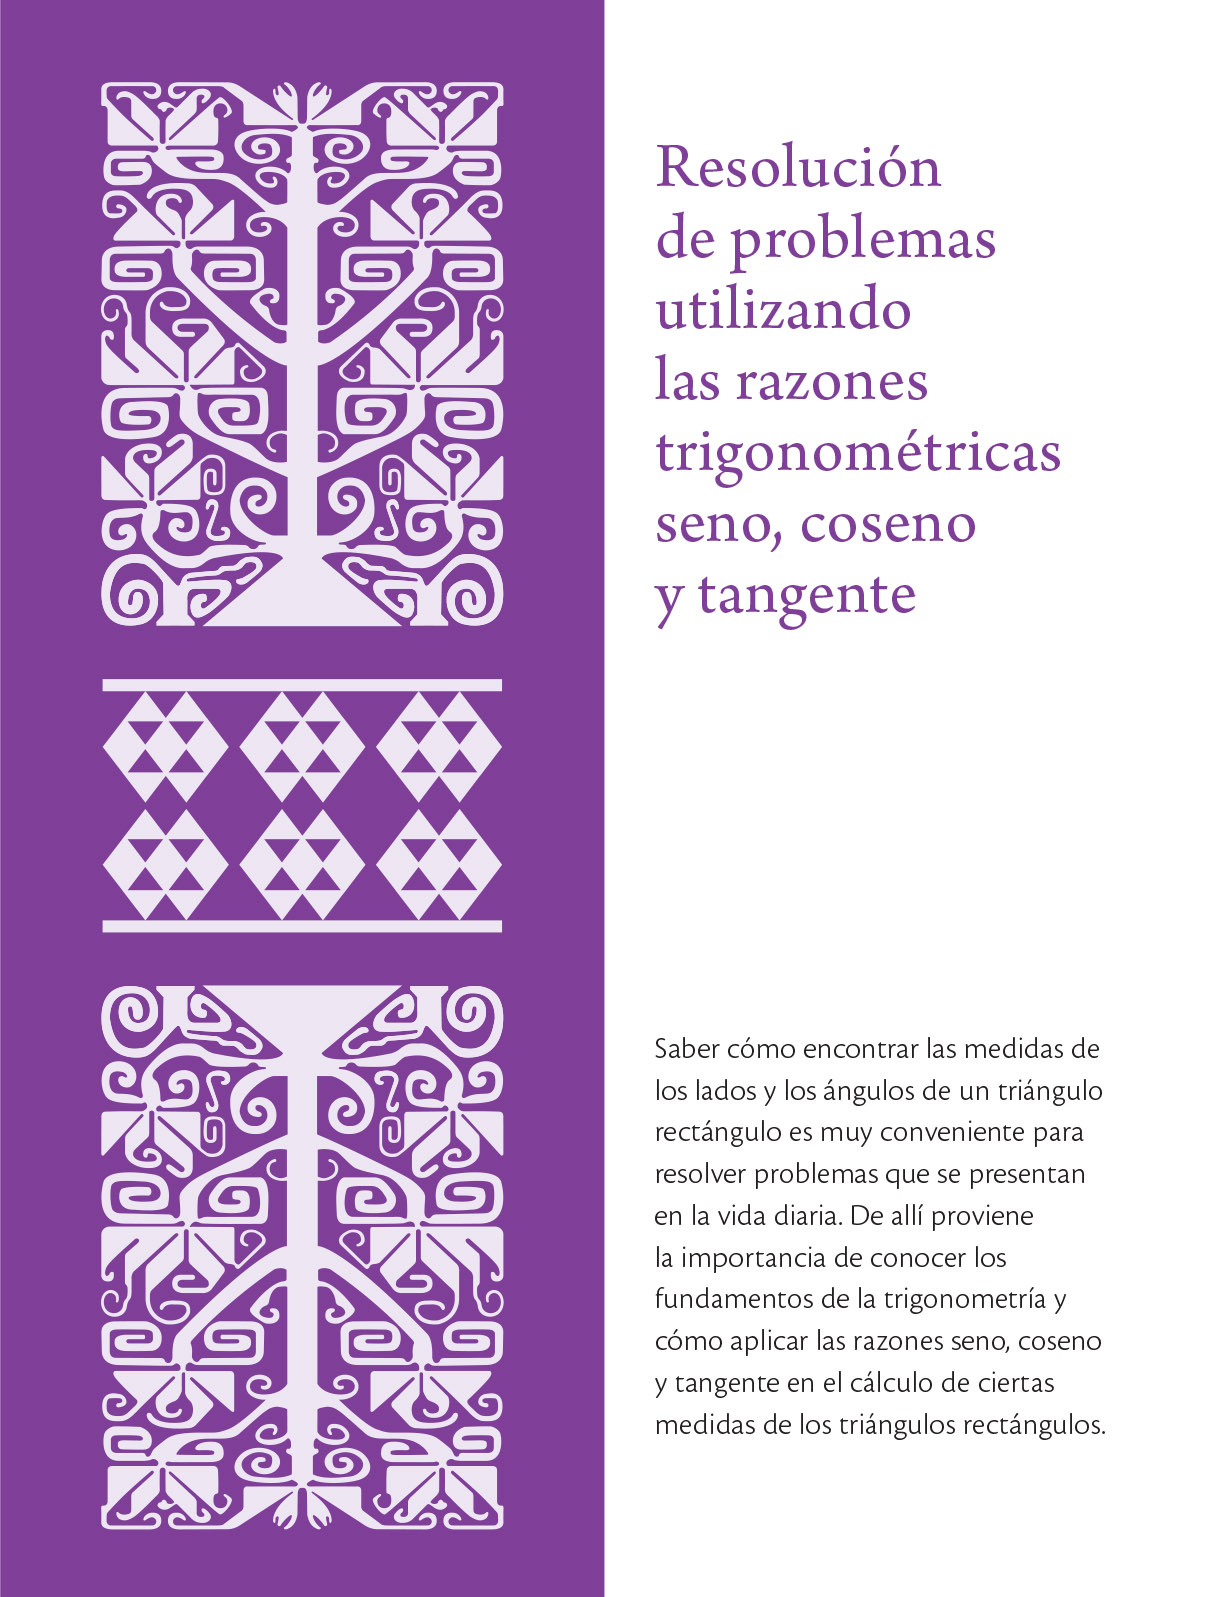 Resolución
de problemas
utilizando
las razones
trigonométricas
seno, coseno
y tangente
Saber cómo encontrar las medidas de
los lados y los ángulos de un triángulo
rectángulo es muy conveniente para
resolver problemas que se presentan
en la vida diaria. De allí proviene
la importancia de conocer los
fundamentos de la trigonometría y
cómo aplicar las razones seno, coseno
y tangente en el cálculo de ciertas
medidas de los triángulos rectángulos.